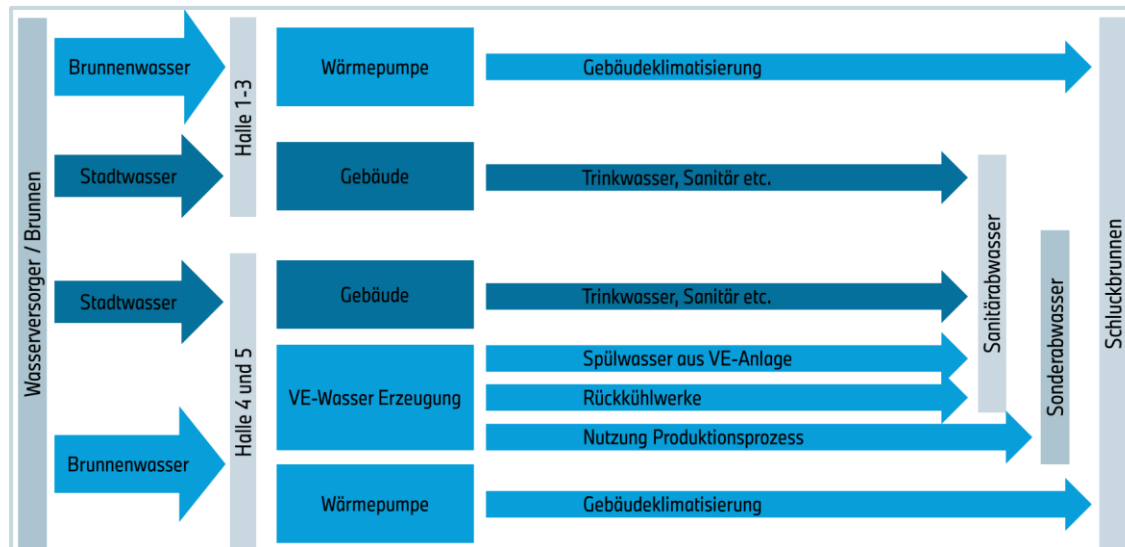 Wasserversorger / Brunnen
Brunnenwasser
Halle 1-3
Wärmepumpe
Gebäudeklimatisierung
Stadtwasser
Gebäude
Trinkwasser, Sanitär etc.
Stadtwasser
Halle 4 und 5
Gebäude
Trinkwasser, Sanitär etc.
VE-Wasser Erzeugung
Spülwasser aus VE-Anlage
Rückkühlwerke
Nutzung Produktionsprozess
Brunnenwasser
Wärmepumpe
Gebäudeklimatisierung
Sanitärabwasser
Sonderabwasser
Schluckbrunnen